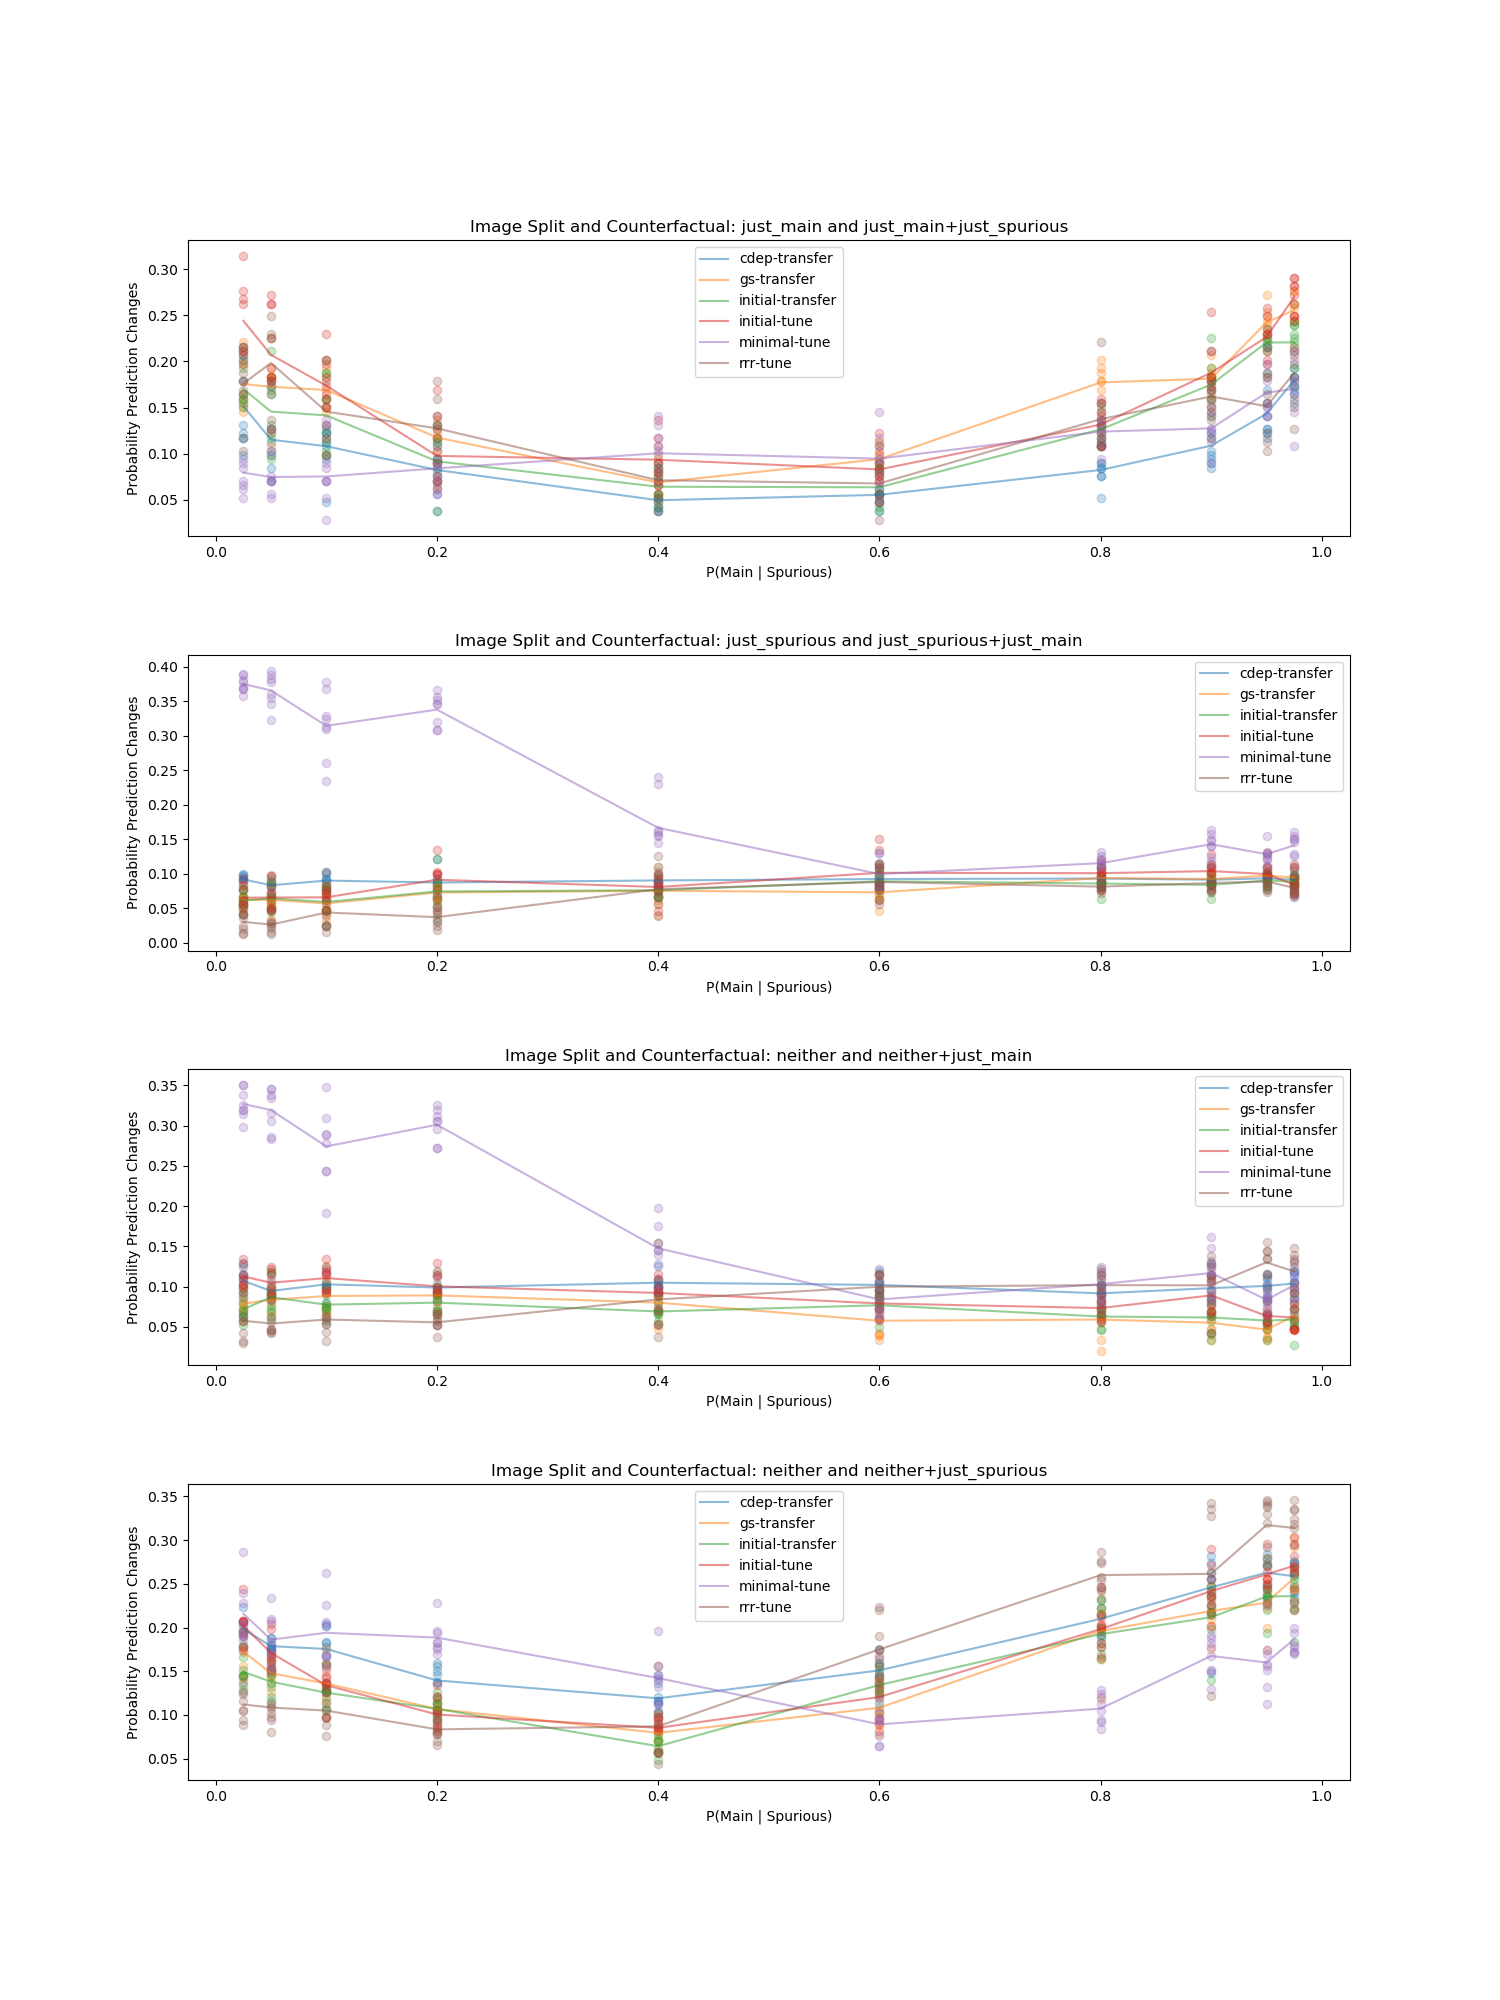 Image Split and Counterfactual: just_main and just_main+just_spurious
Probability Prediction Changes
0.30
0.25
0.20
0.15
0.10
0.05
cdep-transfer
gs-transfer
initial-transfer
initial-tune
minimal-tune
rrr-tune
0.0 0.2 0.4 0.6 0.8 1.0
P(Main | Spurious)
Image Split and Counterfactual: just_spurious and just_spurious+just_main
Probability Prediction Changes
0.40
0.35
0.30
0.25
0.20
0.15
0.10
0.05
0.00
cdep-transfer
gs-transfer
initial-transfer
initial-tune
minimal-tune
rrr-tune
0.0 0.2 0.4 0.6 0.8 1.0
P(Main | Spurious)
Image Split and Counterfactual: neither and neither+just_main
Probability Prediction Changes
0.35
0.30
0.25
0.20
0.15
0.10
0.05
cdep-transfer
gs-transfer
initial-transfer
initial-tune
minimal-tune
rrr-tune
0.0 0.2 0.4 0.6 0.8 1.0
P(Main | Spurious)
Image Split and Counterfactual: neither and neither+just_spurious
Probability Prediction Changes
0.35
0.30
0.25
0.20
0.15
0.10
0.05
cdep-transfer
gs-transfer
initial-transfer
initial-tune
minimal-tune
rrr-tune
0.0 0.2 0.4 0.6 0.8 1.0
P(Main | Spurious)